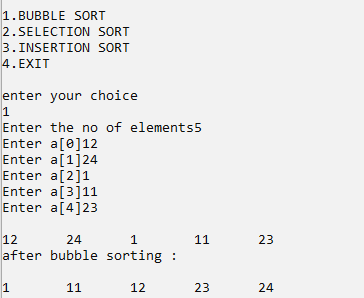 1.BUBBLE SORT
2.SELECTION SORT
3.INSERTION SORT
4.EXIT
enter your choice
1
Enter the no of elements5
Enter a[0]12
Enter a[1]24
Enter a[2]1
Enter a[3]11
Enter a[4]23
12 24 1 11 23
after bubble sorting :
1 11 12 23 24